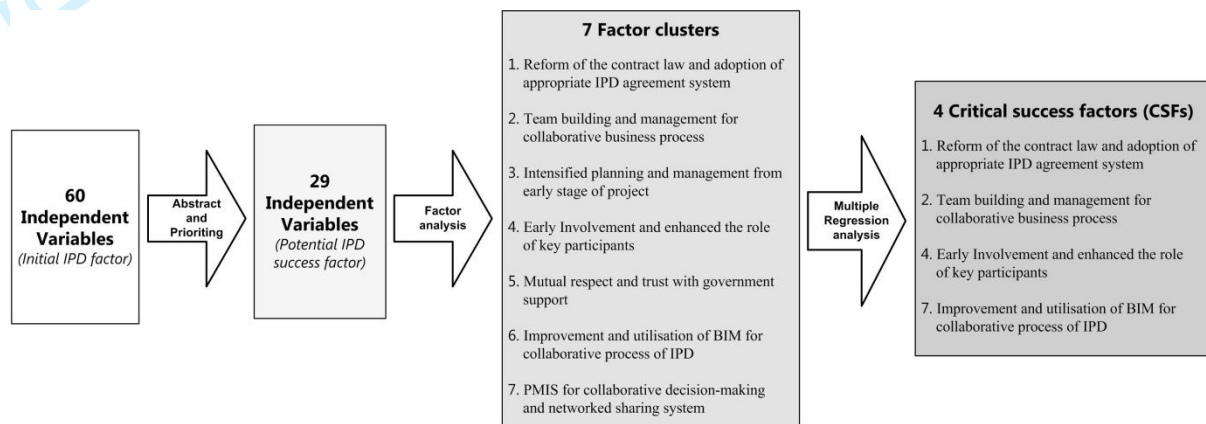 60
Independent
Variables
(Initial IPD factor)
Abstract
and
Prioriting
29
Independent
Variables
(Potential IPD
success factor)
Factor
analysis
7 Factor clusters
1. Reform of the contract law and adoption of
appropriate IPD agreement system
2. Team building and management for
collaborative business process
3. Intensified planning and management from
early stage of project
4. Early Involvement and enhanced the role
of key participants
5. Mutual respect and trust with government
support
6. Improvement and utilisation of BIM for
collaborative process of IPD
7. PMIS for collaborative decision-making
and networked sharing system
Multiple
Regression
analysis
4 Critical success factors (CSFs)
1. Reform of the contract law and adoption of
appropriate IPD agreement system
2. Team building and management for
collaborative business process
4. Early Involvement and enhanced the role
of key participants
7. Improvement and utilisation of BIM for
collaborative process of IPD